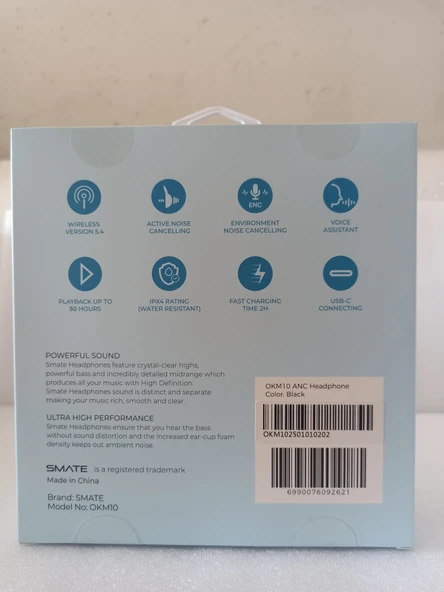 WIRELESS
VERSION 5.4
ACTIVE NOISE
CANCELLING
ENC
ENVIRONMENT
NOISE CANCELLING
VOICE
ASSISTANT
PLAYBACK UP TO
50 HOURS
IPX4 RATING
(WATER RESISTANT)
FAST CHARGING
TIME 2H
USB-C
CONNECTING
POWERFUL SOUND
Smate Headphones feature crystal-clear highs,
powerful bass and incredibly detailed midrange which
produces all your music with High Definition.
Smate Headphones sound is distinct and separate
making your music rich, smooth and clear.
ULTRA HIGH PERFORMANCE
Smate Headphones ensure that you hear the bass
without sound distortion and the increased ear-cup foam
density keeps out ambient noise.
SMATE is a registered trademark
Made in China
Brand: SMATE
Model No: OKM10
OKM10 ANC Headphone
Color: Black
OKM102501010202
6990076092621